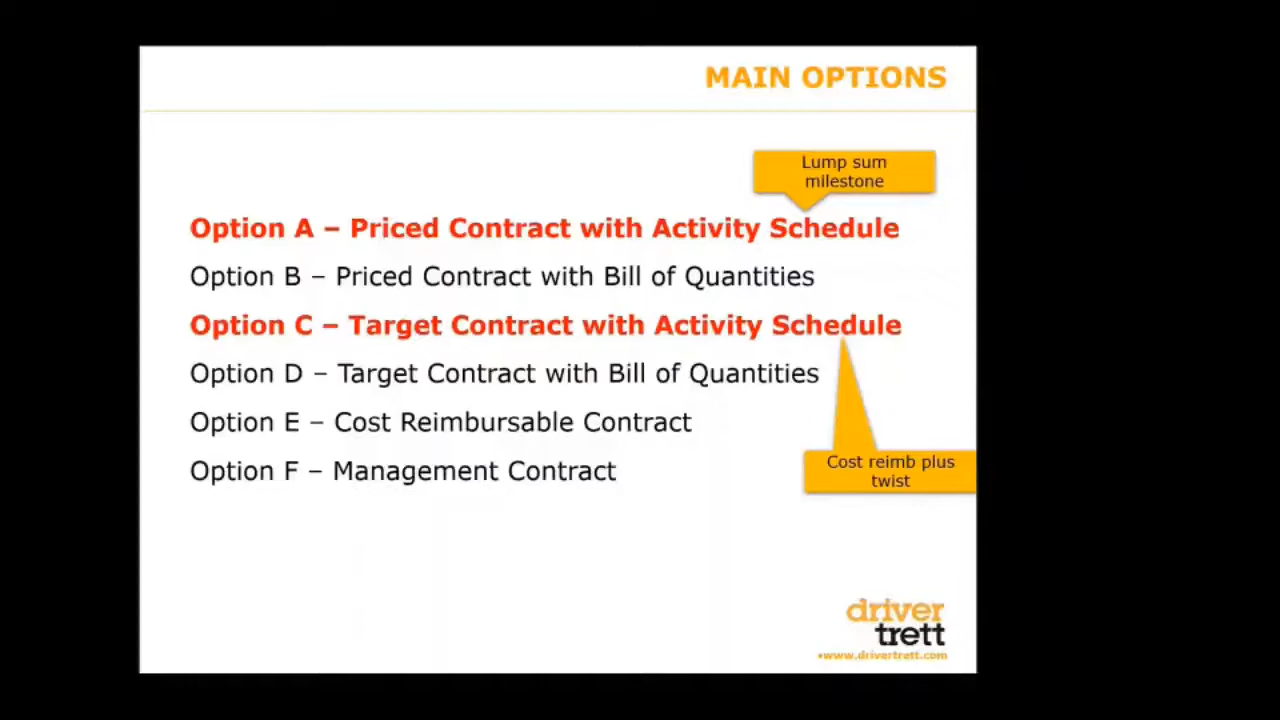 MAIN OPTIONS
Lump sum
milestone
Option A – Priced Contract with Activity Schedule
Option B – Priced Contract with Bill of Quantities
Option C – Target Contract with Activity Schedule
Option D – Target Contract with Bill of Quantities
Option E – Cost Reimbursable Contract
Cost reimb plus
twist
Option F – Management Contract
driver
trett
•www.drivertrett.com